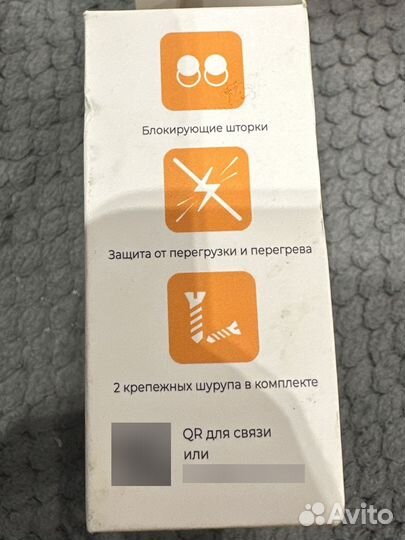 Блокирующие шторки
Защита от перегрузки и перегрева
2 крепежных шурупа в комплекте
QR для связи
или
Avito